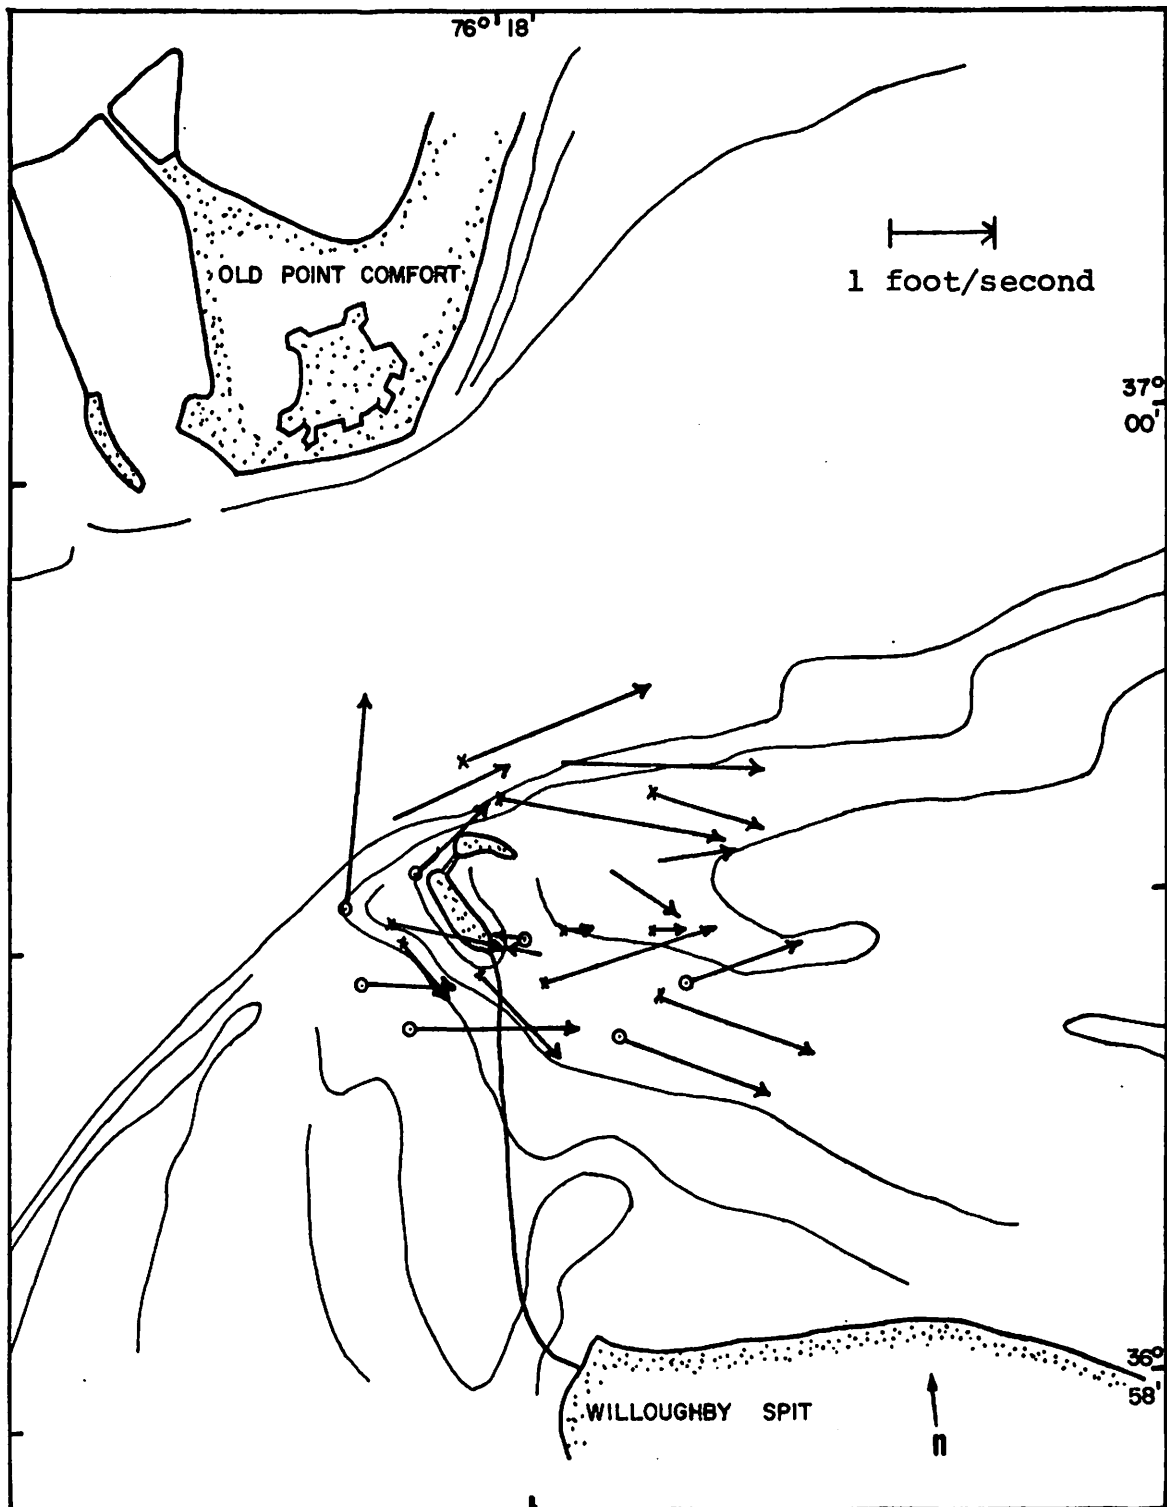 76° 18'
OLD POINT COMFORT
1 foot/second
37°
00'
36°
58'
WILLOUGHBY SPIT
n